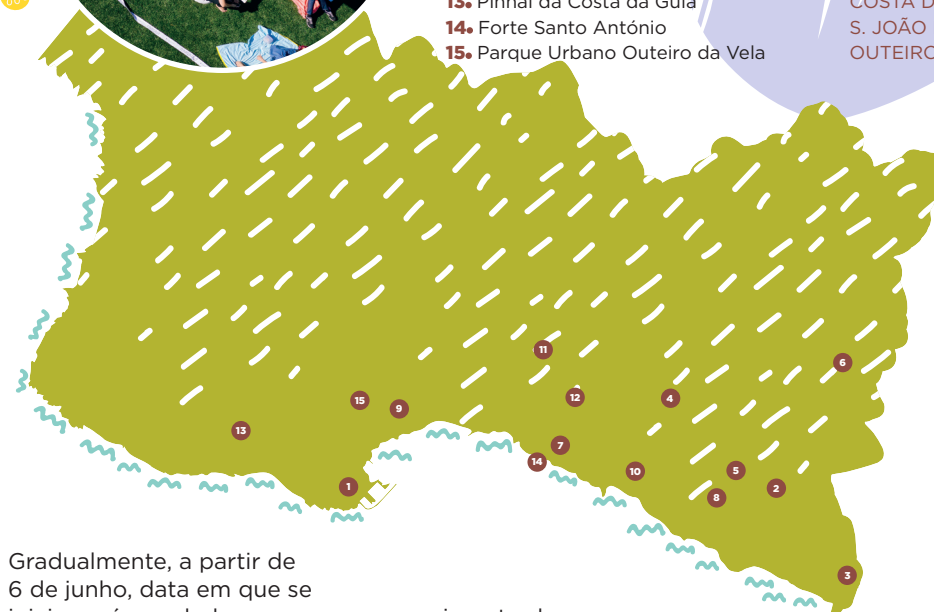 13. Pinhal da Costa da Guia
14. Forte Santo António
15. Parque Urbano Outeiro da Vela
COSTA D
S. JOÃO
OUTEIRO
11
6
12
4
15
9
13
7
14
10
5
2
1
8
3
Gradualmente, a partir de
6 de junho, data em que se